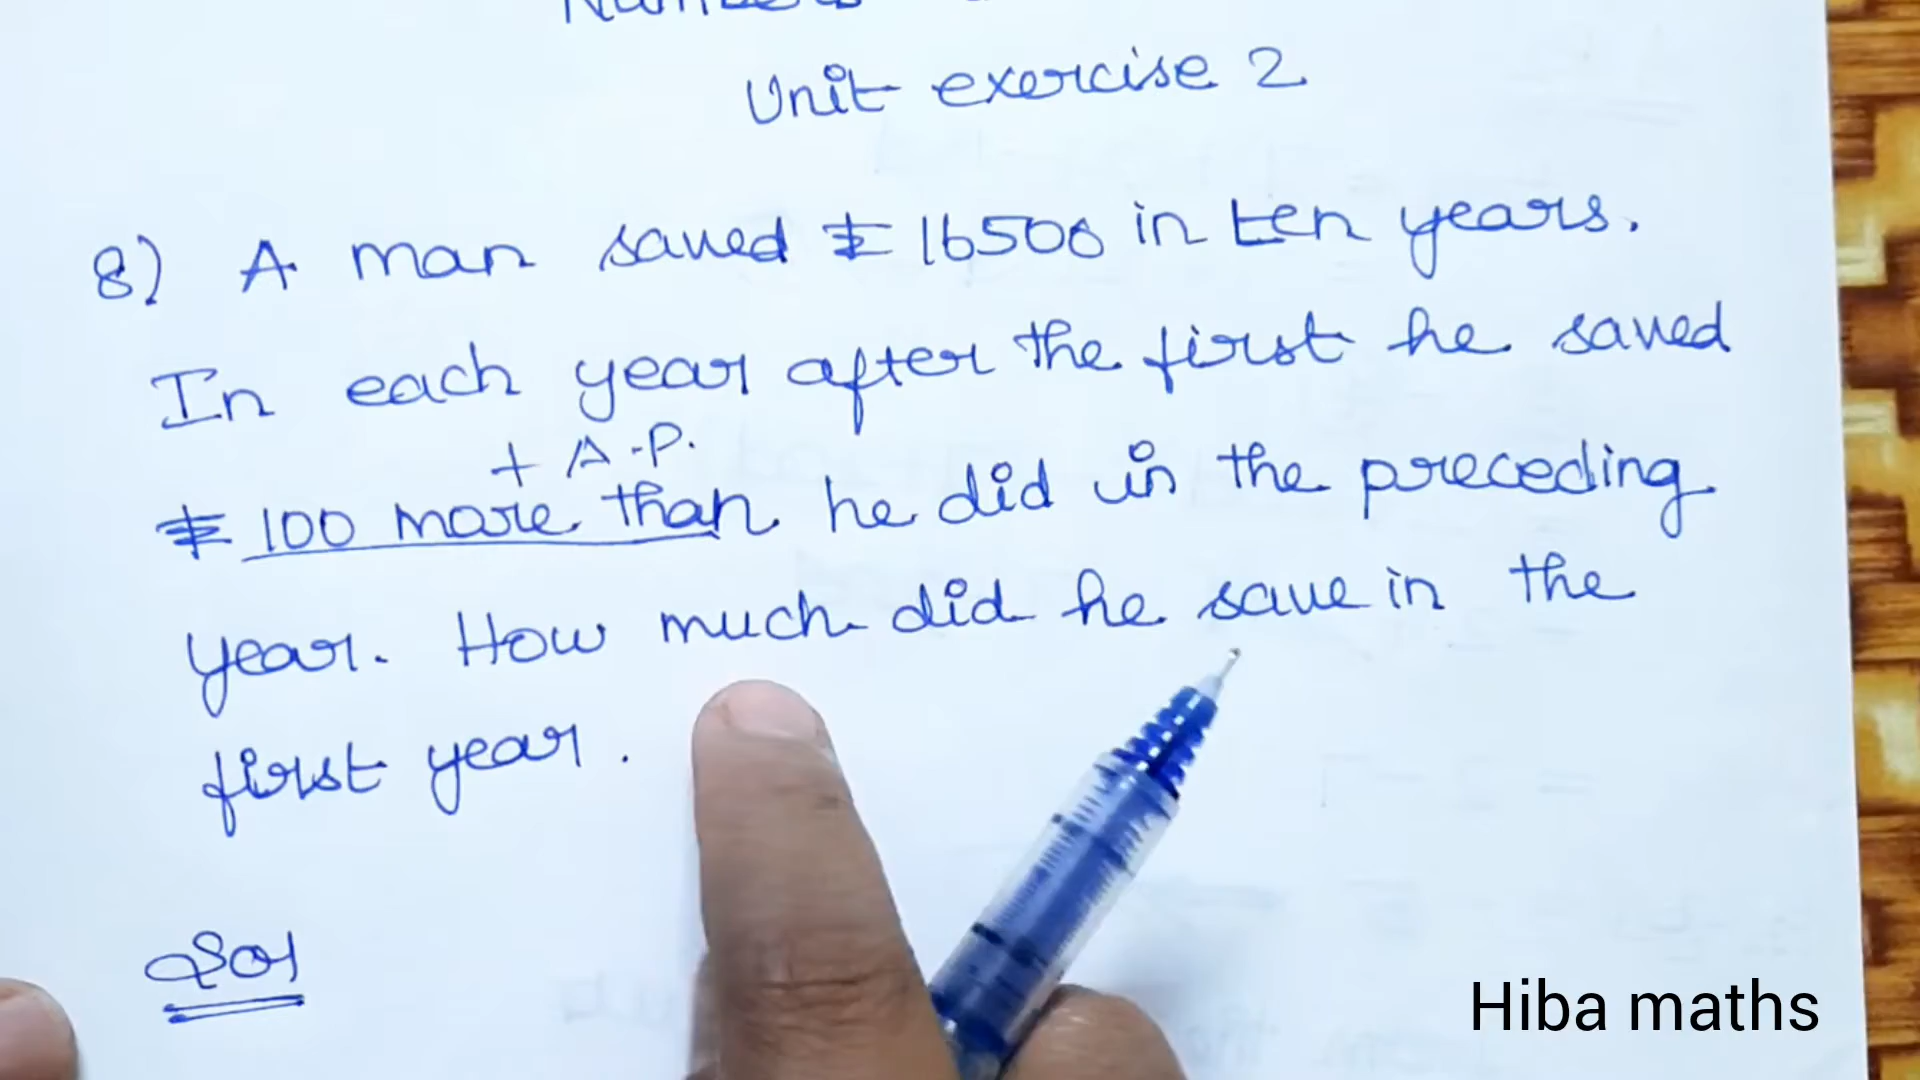 Unit exercise 2
8) A man saved ₹ 16500 in ten years.
In each year after the first he saved
+ A.P.
₹ 100 more than he did in the preceding
year. How much did he save in the
first year.
Sol
Hiba maths